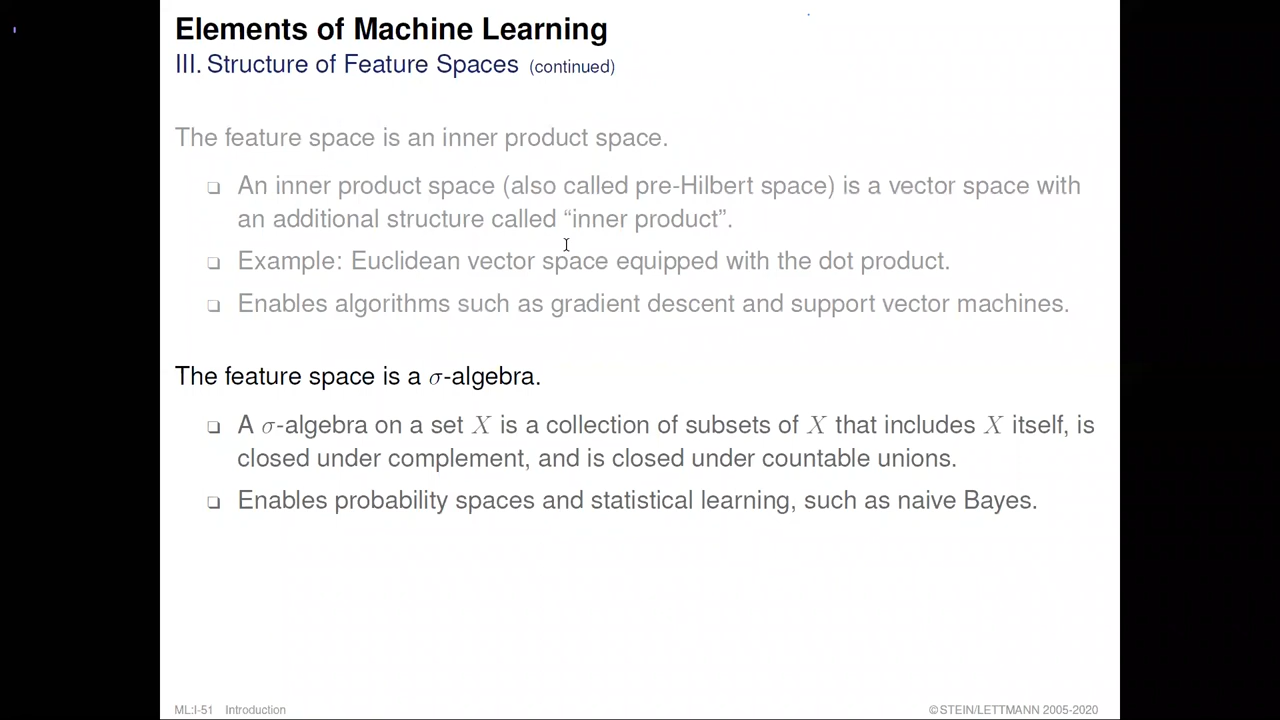 Elements of Machine Learning
III. Structure of Feature Spaces (continued)
The feature space is an inner product space.
❑ An inner product space (also called pre-Hilbert space) is a vector space with
an additional structure called “inner product”.
❑ Example: Euclidean vector space equipped with the dot product.
❑ Enables algorithms such as gradient descent and support vector machines.
The feature space is a σ-algebra.
❑ A σ-algebra on a set X is a collection of subsets of X that includes X itself, is
closed under complement, and is closed under countable unions.
❑ Enables probability spaces and statistical learning, such as naive Bayes.
ML:I-51 Introduction
©STEIN/LETTMANN 2005-2020